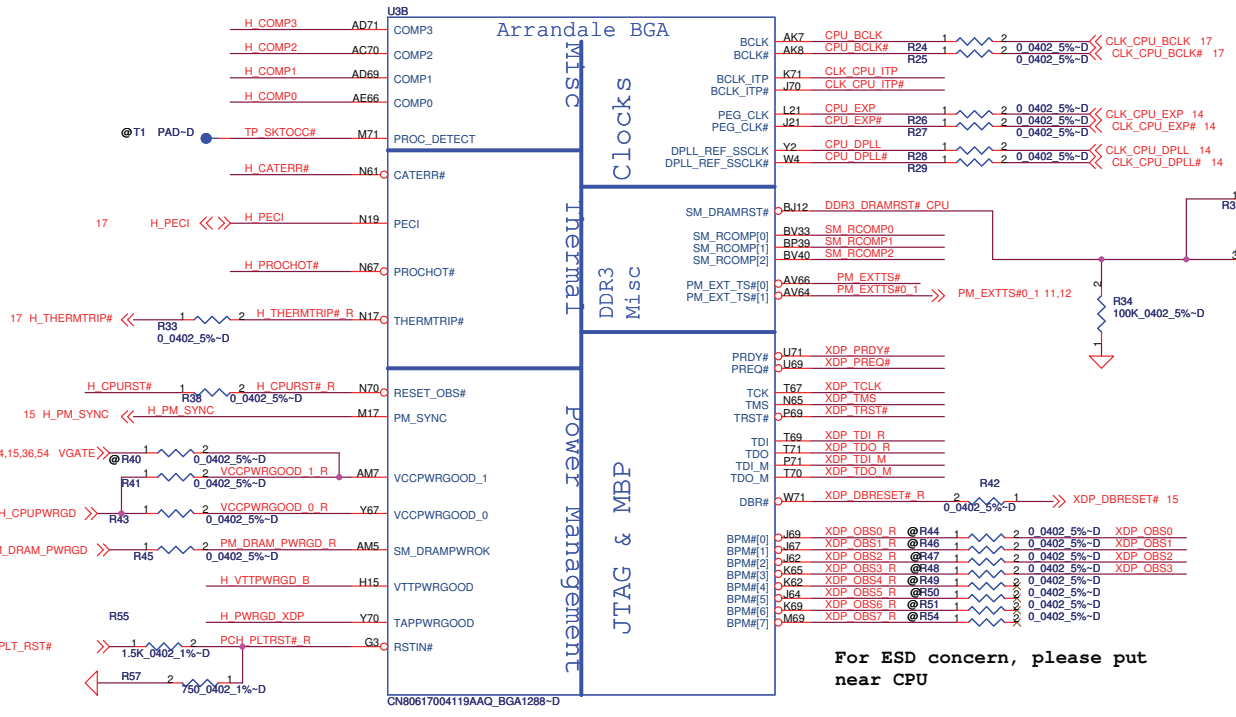 U3B
Arrandale BGA
Misc
Thermal
Power Management
Clocks
DDR3
Misc
JTAG & MBP
H_COMP3 AD71 COMP3
H_COMP2 AC70 COMP2
H_COMP1 AD69 COMP1
H_COMP0 AE66 COMP0
@T1 PAD~D TP_SKTOCC# M71 PROC_DETECT
H_CATERR# N61 CATERR#
17 H_PECI H_PECI N19 PECI
H_PROCHOT# N67 PROCHOT#
17 H_THERMTRIP# 1 2 H_THERMTRIP#_R N17 THERMTRIP#
R33
0_0402_5%~D
H_CPURST# 1 2 H_CPURST#_R N70 RESET_OBS#
R38 0_0402_5%~D
15 H_PM_SYNC H_PM_SYNC M17 PM_SYNC
4,15,36,54 VGATE 1 2
@R40 0_0402_5%~D
1 2 VCCPWRGOOD_1_R AM7 VCCPWRGOOD_1
R41 0_0402_5%~D
H_CPUPWRGD 1 2 VCCPWRGOOD_0_R Y67 VCCPWRGOOD_0
R43 0_0402_5%~D
M_DRAM_PWRGD 1 2 PM_DRAM_PWRGD_R AM5 SM_DRAMPWROK
R45 0_0402_5%~D
H_VTTPWRGD_B H15 VTTPWRGOOD
R55 H_PWRGD_XDP Y70 TAPPWRGOOD
PLT_RST# 1 2 PCH_PLTRST#_R G3 RSTIN#
1.5K_0402_1%~D
R57 2 1
750_0402_1%~D
CN80617004119AAQ_BGA1288~D
BCLK AK7 CPU_BCLK 1 2 0_0402_5%~D CLK_CPU_BCLK 17
BCLK# AK8 CPU_BCLK# R24 1 2 0_0402_5%~D CLK_CPU_BCLK# 17
R25
BCLK_ITP K71 CLK_CPU_ITP
BCLK_ITP# J70 CLK_CPU_ITP#
PEG_CLK L21 CPU_EXP 1 2 0_0402_5%~D CLK_CPU_EXP 14
PEG_CLK# J21 CPU_EXP# R26 1 2 0_0402_5%~D CLK_CPU_EXP# 14
R27
DPLL_REF_SSCLK Y2 CPU_DPLL 1 2 CLK_CPU_DPLL 14
DPLL_REF_SSCLK# W4 CPU_DPLL# R28 1 2 0_0402_5%~D CLK_CPU_DPLL# 14
R29
SM_DRAMRST# BJ12 DDR3_DRAMRST#_CPU
1
R3
3
SM_RCOMP[0] BV33 SM_RCOMP0
SM_RCOMP[1] BP39 SM_RCOMP1
SM_RCOMP[2] BV40 SM_RCOMP2
PM_EXT_TS#[0] AV66 PM_EXTTS#
PM_EXT_TS#[1] AV64 PM_EXTTS#0_1 PM_EXTTS#0_1 11,12
2
R34
100K_0402_5%~D
1
PRDY# U71 XDP_PRDY#
PREQ# U69 XDP_PREQ#
TCK T67 XDP_TCLK
TMS N65 XDP_TMS
TRST# P69 XDP_TRST#
TDI T69 XDP_TDI_R
TDO T71 XDP_TDO_R
TDI_M P71 XDP_TDI_M
TDO_M T70 XDP_TDO_M
R42
DBR# W71 XDP_DBRESET#_R 2 1 XDP_DBRESET# 15
0_0402_5%~D
BPM#[0] J69 XDP_OBS0_R @R44 1 2 0_0402_5%~D XDP_OBS0
BPM#[1] J67 XDP_OBS1_R @R46 1 2 0_0402_5%~D XDP_OBS1
BPM#[2] J62 XDP_OBS2_R @R47 1 2 0_0402_5%~D XDP_OBS2
BPM#[3] K65 XDP_OBS3_R @R48 1 2 0_0402_5%~D XDP_OBS3
BPM#[4] K62 XDP_OBS4_R @R49 1 2 0_0402_5%~D
BPM#[5] J64 XDP_OBS5_R @R50 1 2 0_0402_5%~D
BPM#[6] K69 XDP_OBS6_R @R51 1 2 0_0402_5%~D
BPM#[7] M69 XDP_OBS7_R @R54 1 2 0_0402_5%~D
For ESD concern, please put
near CPU